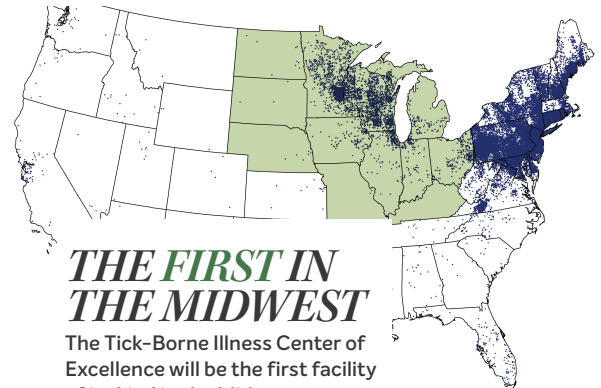 THE FIRST IN
THE MIDWEST
The Tick-Borne Illness Center of
Excellence will be the first facility